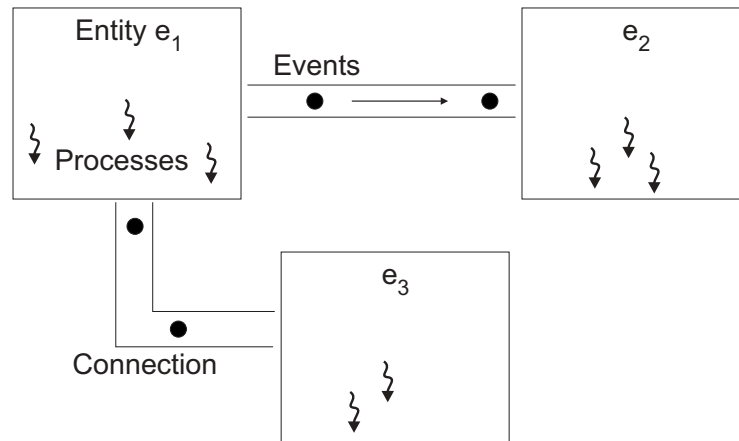 Entity e₁
e₂
Events
Processes
e₃
Connection